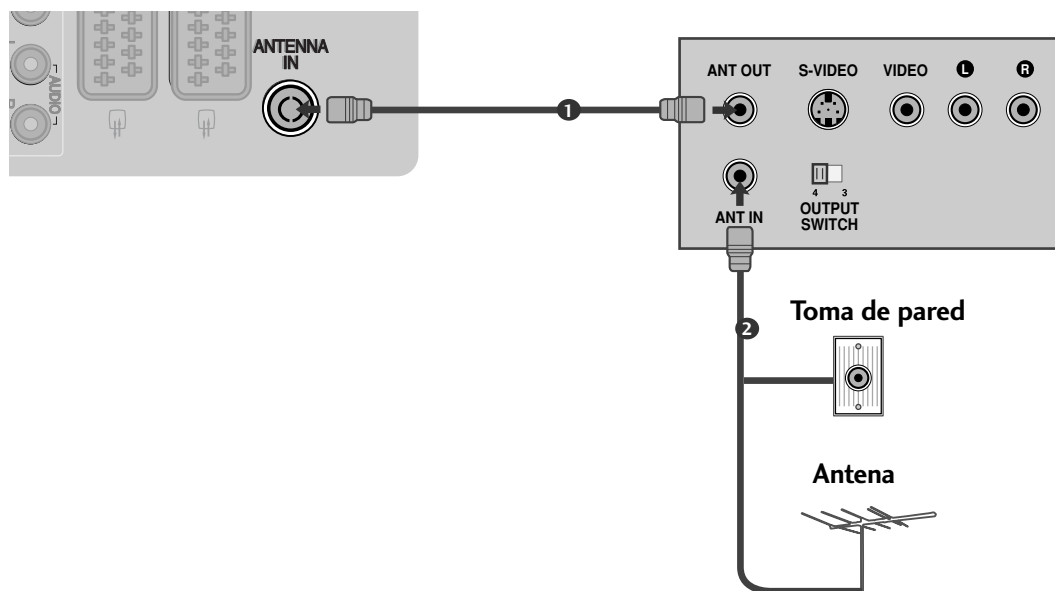 ANTENNA
IN
AUDIO
R
1
ANT OUT
S-VIDEO
VIDEO
L
R
4
3
OUTPUT
SWITCH
ANT IN
2
Toma de pared
Antena